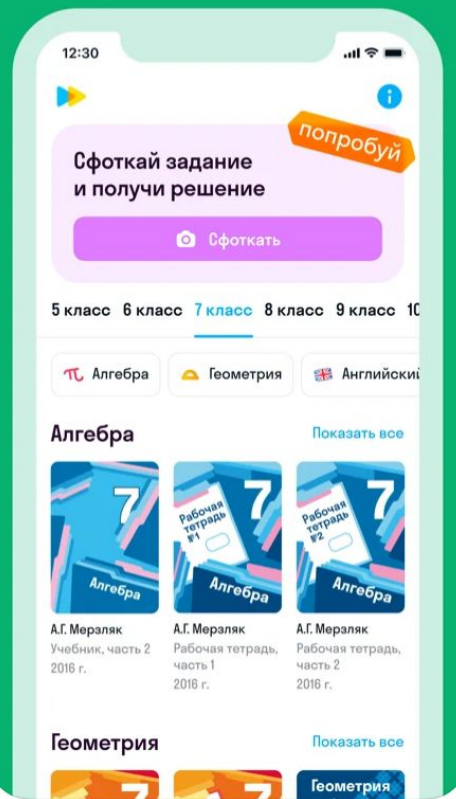 12:30
попробуй
Сфоткай задание
и получи решение
Сфоткать
5 класс 6 класс 7 класс 8 класс 9 класс 10
Алгебра Геометрия Английский
Алгебра Показать все
7 7 7
Рабочая тетрадь №1
Рабочая тетрадь №2
Алгебра Алгебра Алгебра
А.Г. Мерзляк А.Г. Мерзляк А.Г. Мерзляк
Учебник, часть 2 Рабочая тетрадь, Рабочая тетрадь,
2016 г. часть 1 часть 2
2016 г. 2016 г.
Геометрия Показать все
7 7 Геометрия